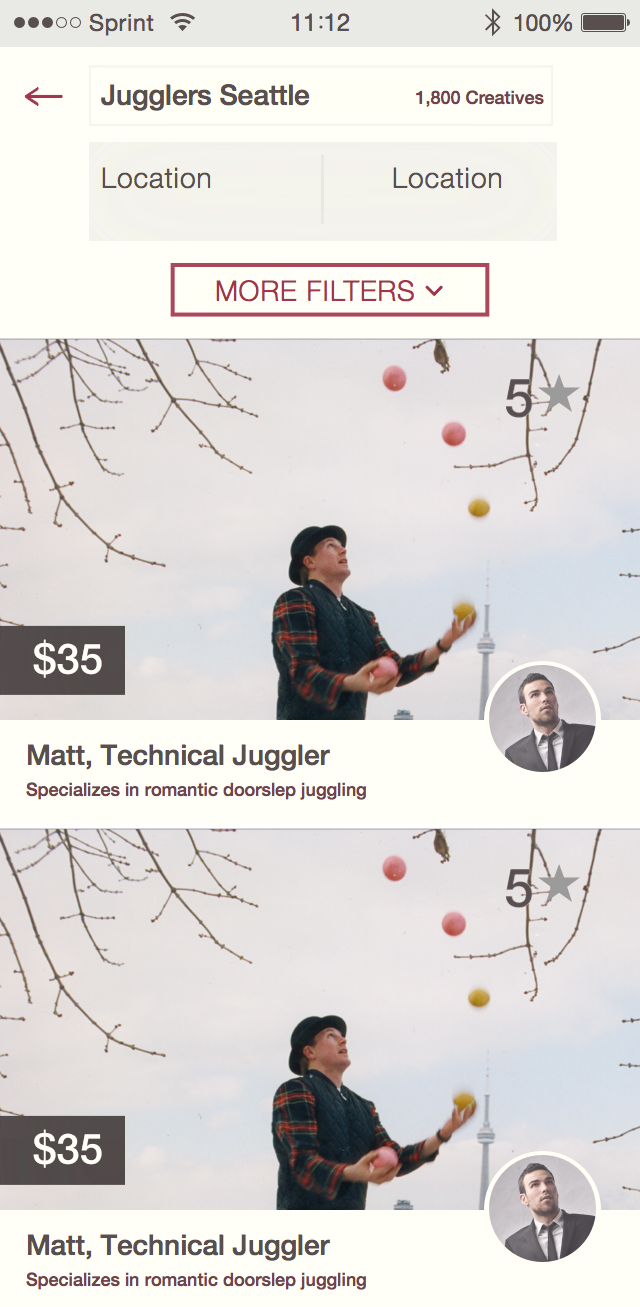 Sprint 11:12 100%
Jugglers Seattle 1,800 Creatives
Location Location
MORE FILTERS
5
$35
Matt, Technical Juggler
Specializes in romantic doorslep juggling
5
$35
Matt, Technical Juggler
Specializes in romantic doorslep juggling